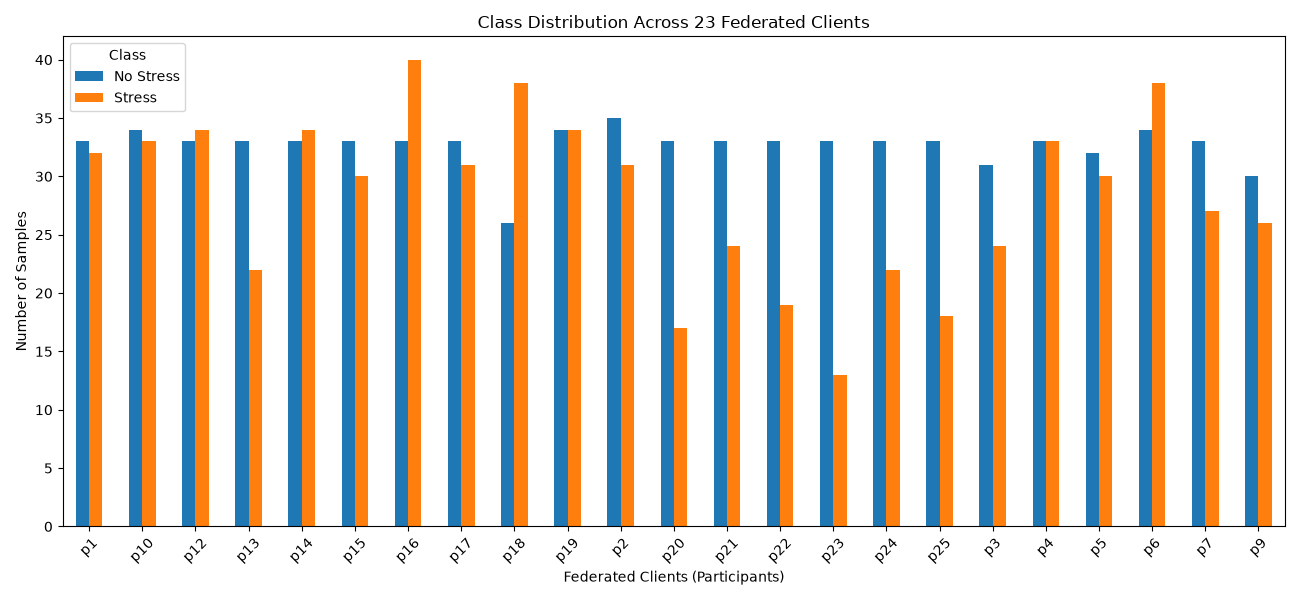 Class Distribution Across 23 Federated Clients
Class
No Stress
Stress
Number of Samples
40
35
30
25
20
15
10
5
0
p1 p10 p12 p13 p14 p15 p16 p17 p18 p19 p2 p20 p21 p22 p23 p24 p25 p3 p4 p5 p6 p7 p9
Federated Clients (Participants)